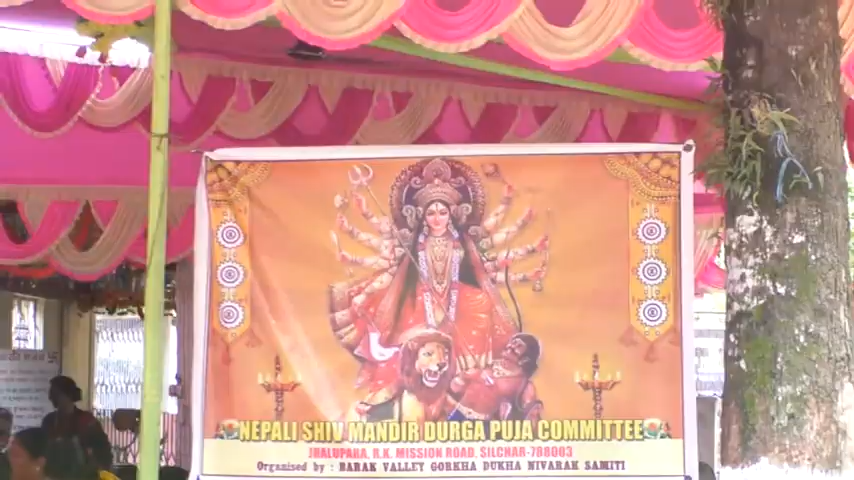 NEPALI SHIV MANDIR DURGA PUJA COMMITTEE
JHALUPARA, R.K. MISSION ROAD, SILCHAR-788003
Organised by : BARAK VALLEY GORKHA DUKHA NIVARAK SAMITI